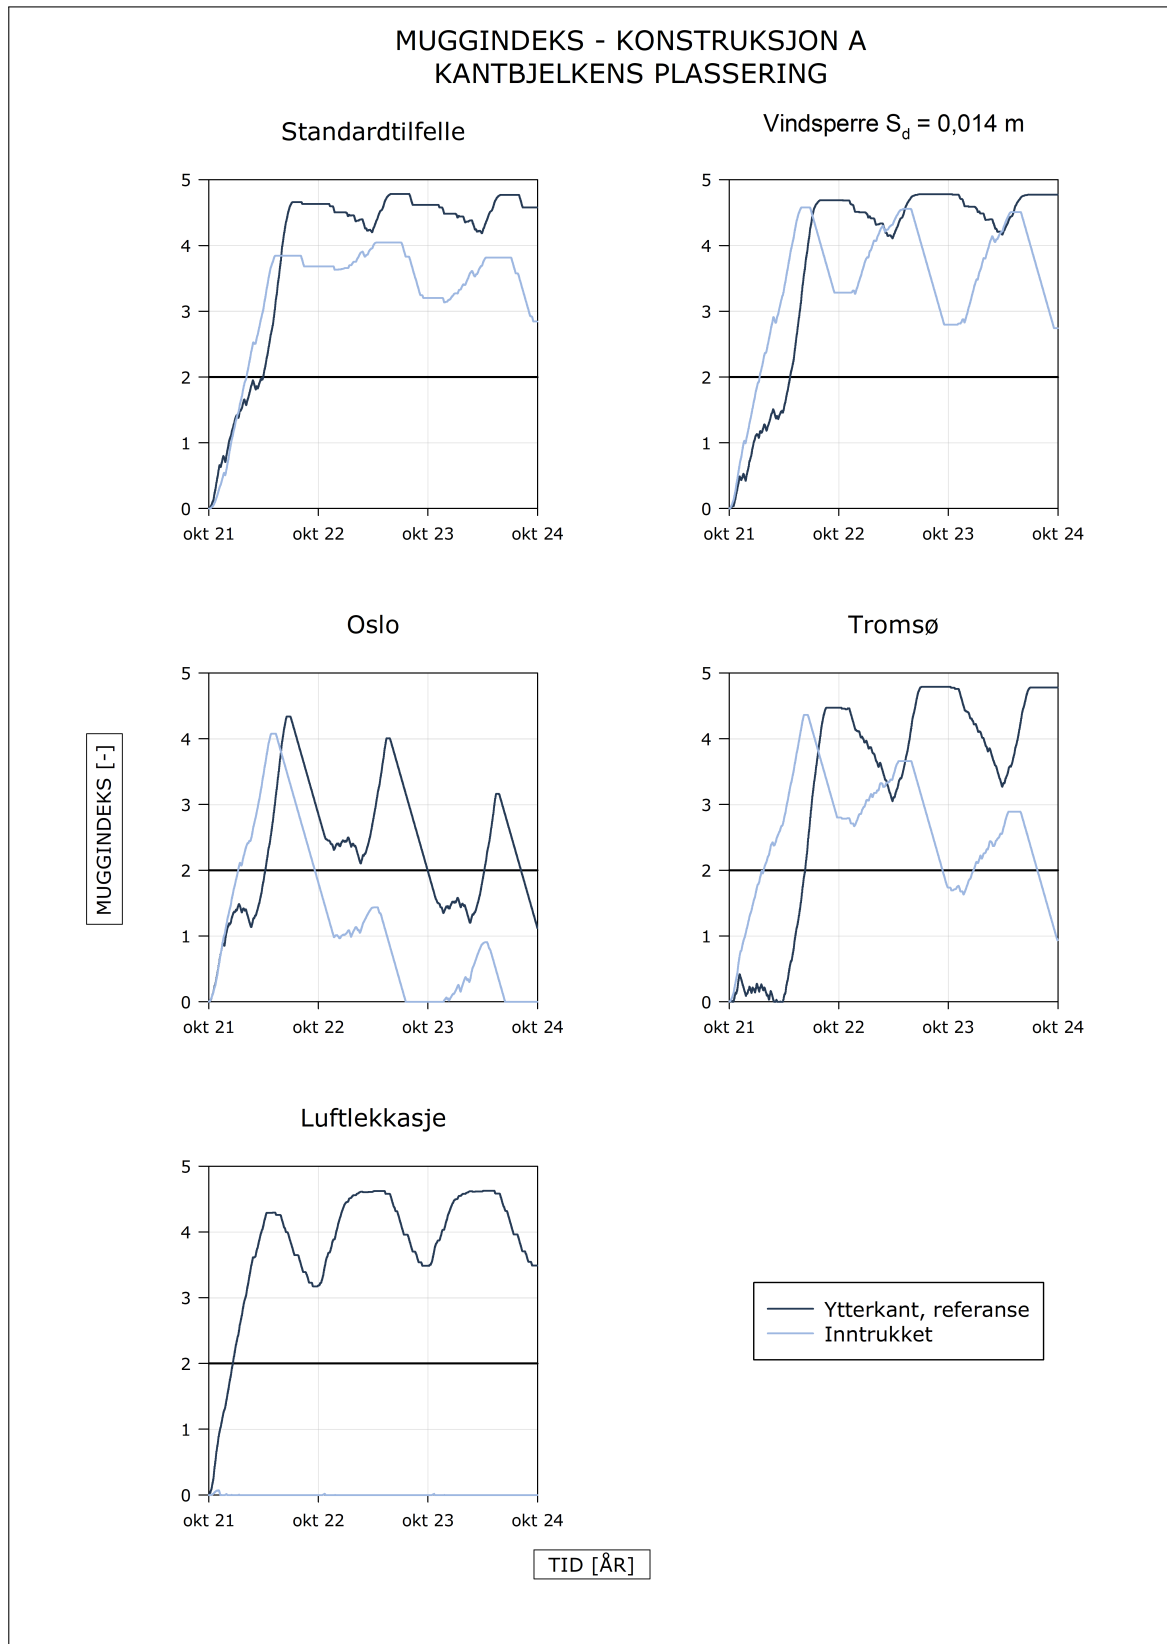 MUGGINDEKS - KONSTRUKSJON A
KANTBJELKENS PLASSERING
Standardtilfelle
5
4
3
2
1
0
okt 21 okt 22 okt 23 okt 24
Vindsperre Sd = 0,014 m
5
4
3
2
1
0
okt 21 okt 22 okt 23 okt 24
Oslo
5
4
3
2
1
0
okt 21 okt 22 okt 23 okt 24
Tromsø
5
4
3
2
1
0
okt 21 okt 22 okt 23 okt 24
MUGGINDEKS [-]
Luftlekkasje
5
4
3
2
1
0
okt 21 okt 22 okt 23 okt 24
Ytterkant, referanse
Inntrukket
TID [ÅR]